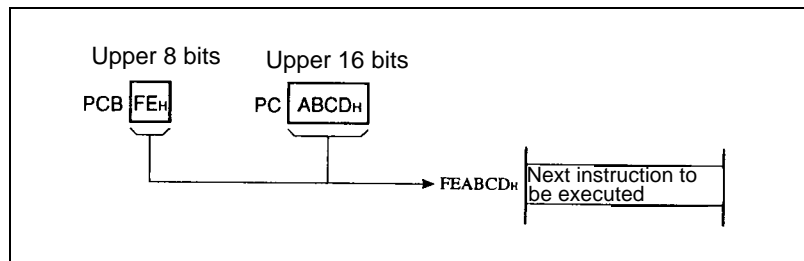 Upper 8 bits Upper 16 bits
PCB FEH PC ABCDH
FEABCDH Next instruction to
be executed